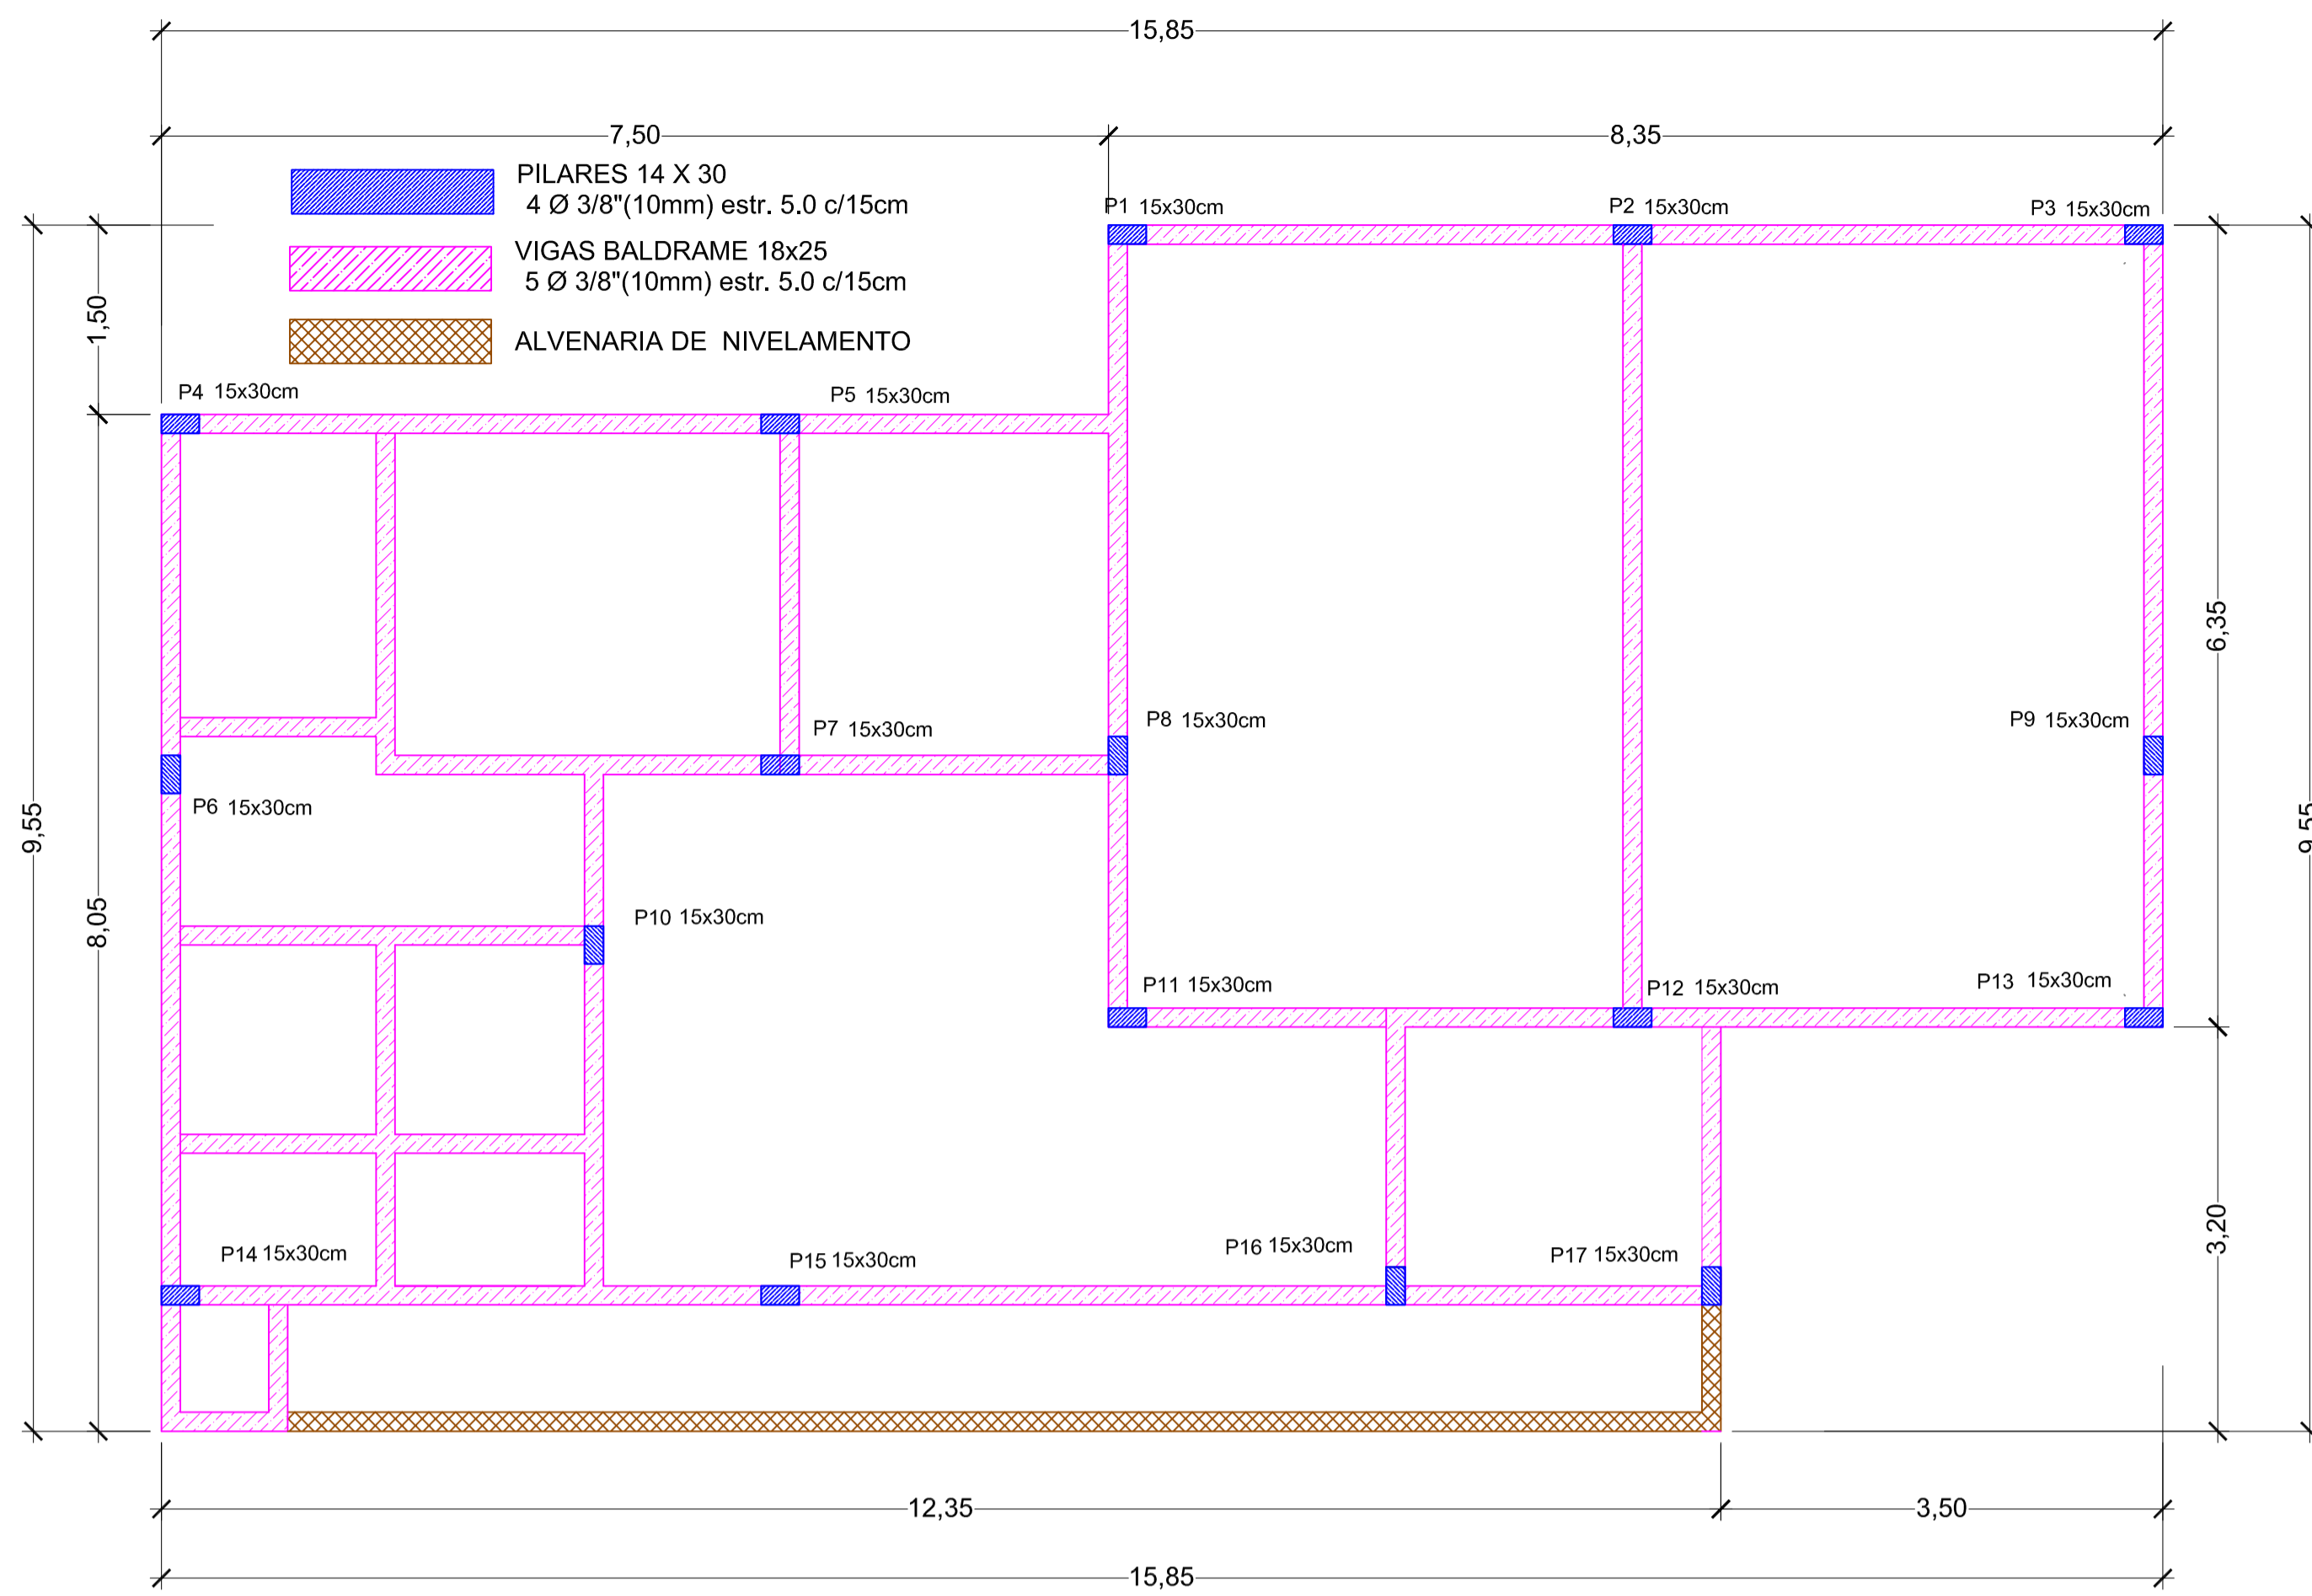 15,85
7,50
8,35
PILARES 14 X 30
4 Ø 3/8"(10mm) estr. 5.0 c/15cm
VIGAS BALDRAME 18x25
5 Ø 3/8"(10mm) estr. 5.0 c/15cm
ALVENARIA DE NIVELAMENTO
P1 15x30cm
P2 15x30cm
P3 15x30cm
1,50
P4 15x30cm
P5 15x30cm
6,35
P7 15x30cm
P8 15x30cm
P9 15x30cm
P6 15x30cm
9,55
9,55
8,05
P10 15x30cm
P11 15x30cm
P12 15x30cm
P13 15x30cm
P14 15x30cm
P15 15x30cm
P16 15x30cm
P17 15x30cm
3,20
12,35
3,50
15,85